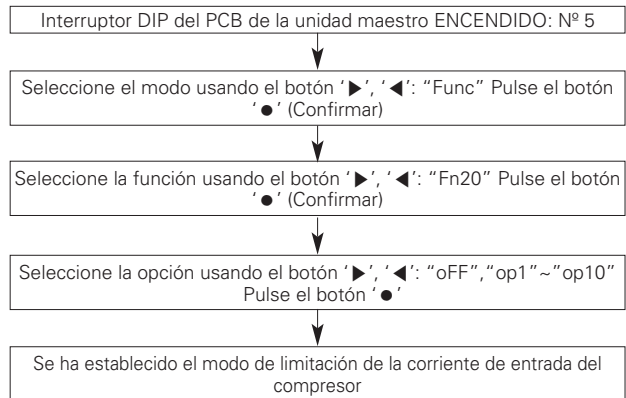 Interruptor DIP del PCB de la unidad maestro ENCENDIDO: Nº 5
Seleccione el modo usando el botón ‘▶’, ‘◀’: “Func” Pulse el botón
‘●’ (Confirmar)
Seleccione la función usando el botón ‘▶’, ‘◀’: “Fn20” Pulse el botón
‘●’ (Confirmar)
Seleccione la opción usando el botón ‘▶’, ‘◀’: “oFF”,“op1”~”op10”
Pulse el botón ‘●’
Se ha establecido el modo de limitación de la corriente de entrada del
compresor